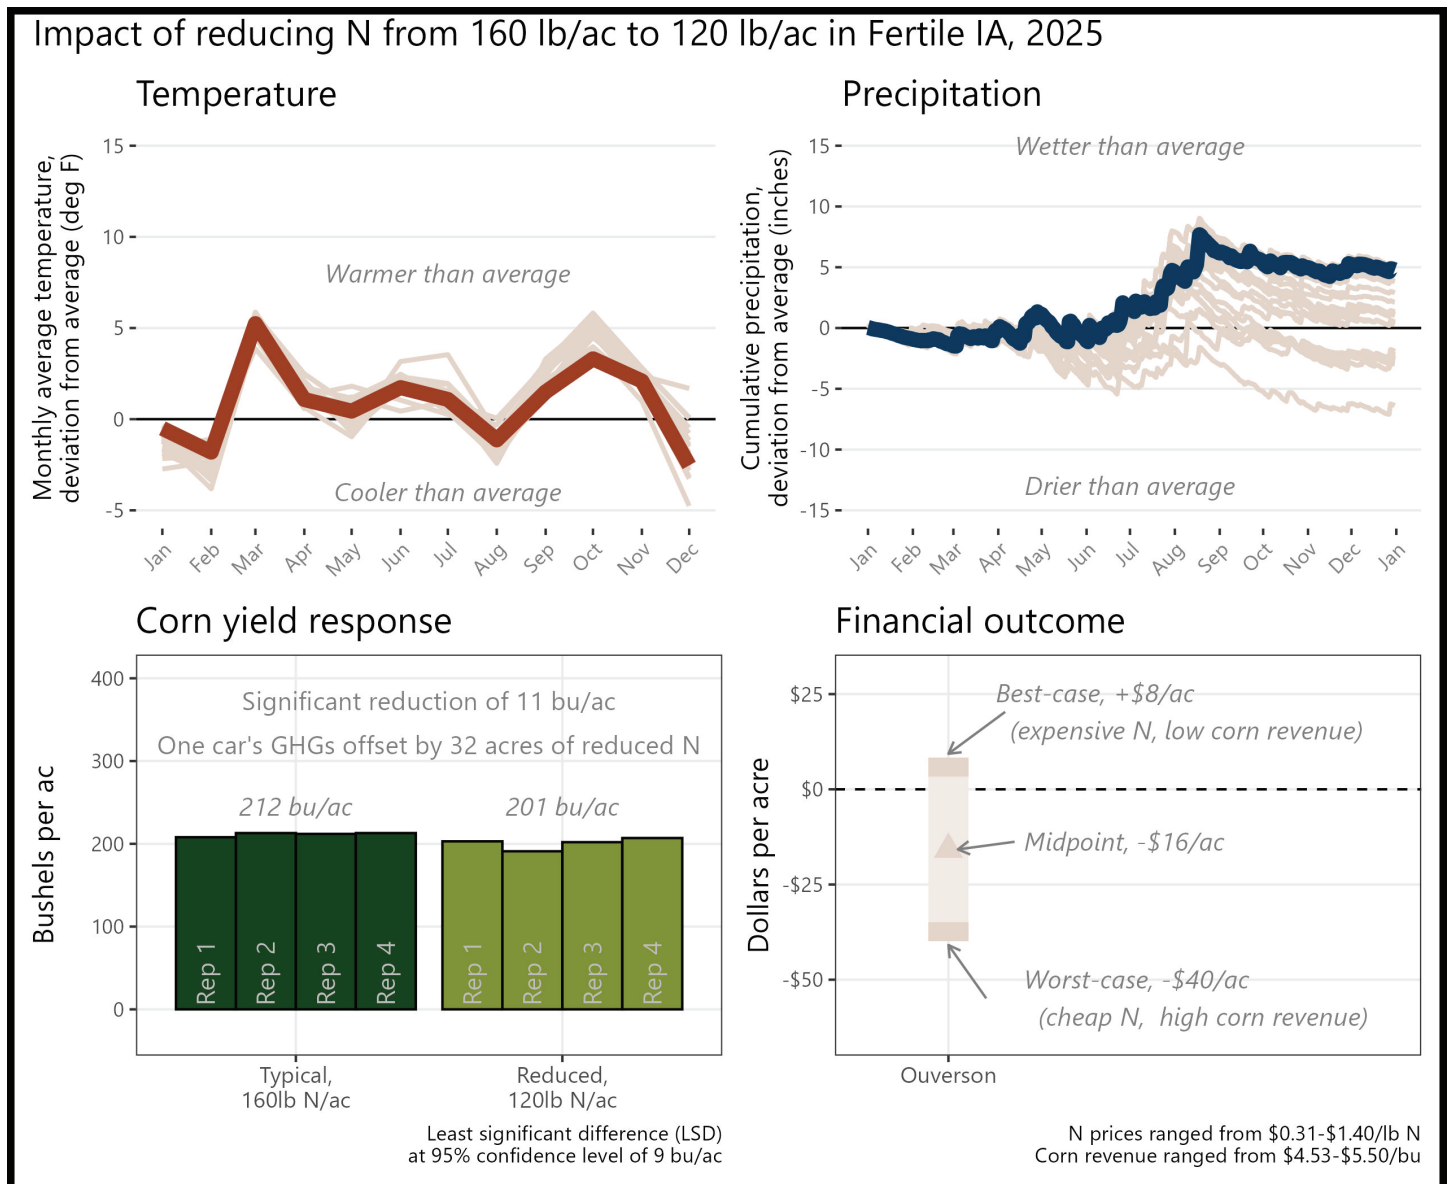 Impact of reducing N from 160 lb/ac to 120 lb/ac in Fertile IA, 2025
Temperature
Monthly average temperature,
deviation from average (deg F)
15
10
5
0
-5
Warmer than average
Cooler than average
Jan
Feb
Mar
Apr
May
Jun
Jul
Aug
Sep
Oct
Nov
Dec
Precipitation
Cumulative precipitation,
deviation from average (inches)
15
10
5
0
-5
-10
-15
Wetter than average
Drier than average
Jan
Feb
Mar
Apr
May
Jun
Jul
Aug
Sep
Oct
Nov
Dec
Jan
Corn yield response
Bushels per ac
400
300
200
100
0
Significant reduction of 11 bu/ac
One car's GHGs offset by 32 acres of reduced N
212 bu/ac
201 bu/ac
Rep 1
Rep 2
Rep 3
Rep 4
Rep 1
Rep 2
Rep 3
Rep 4
Typical,
160lb N/ac
Reduced,
120lb N/ac
Least significant difference (LSD)
at 95% confidence level of 9 bu/ac
Financial outcome
Dollars per acre
$25
$0
-$25
-$50
Best-case, +$8/ac
(expensive N, low corn revenue)
Midpoint, -$16/ac
Worst-case, -$40/ac
(cheap N,  high corn revenue)
Ouverson
N prices ranged from $0.31-$1.40/lb N
Corn revenue ranged from $4.53-$5.50/bu